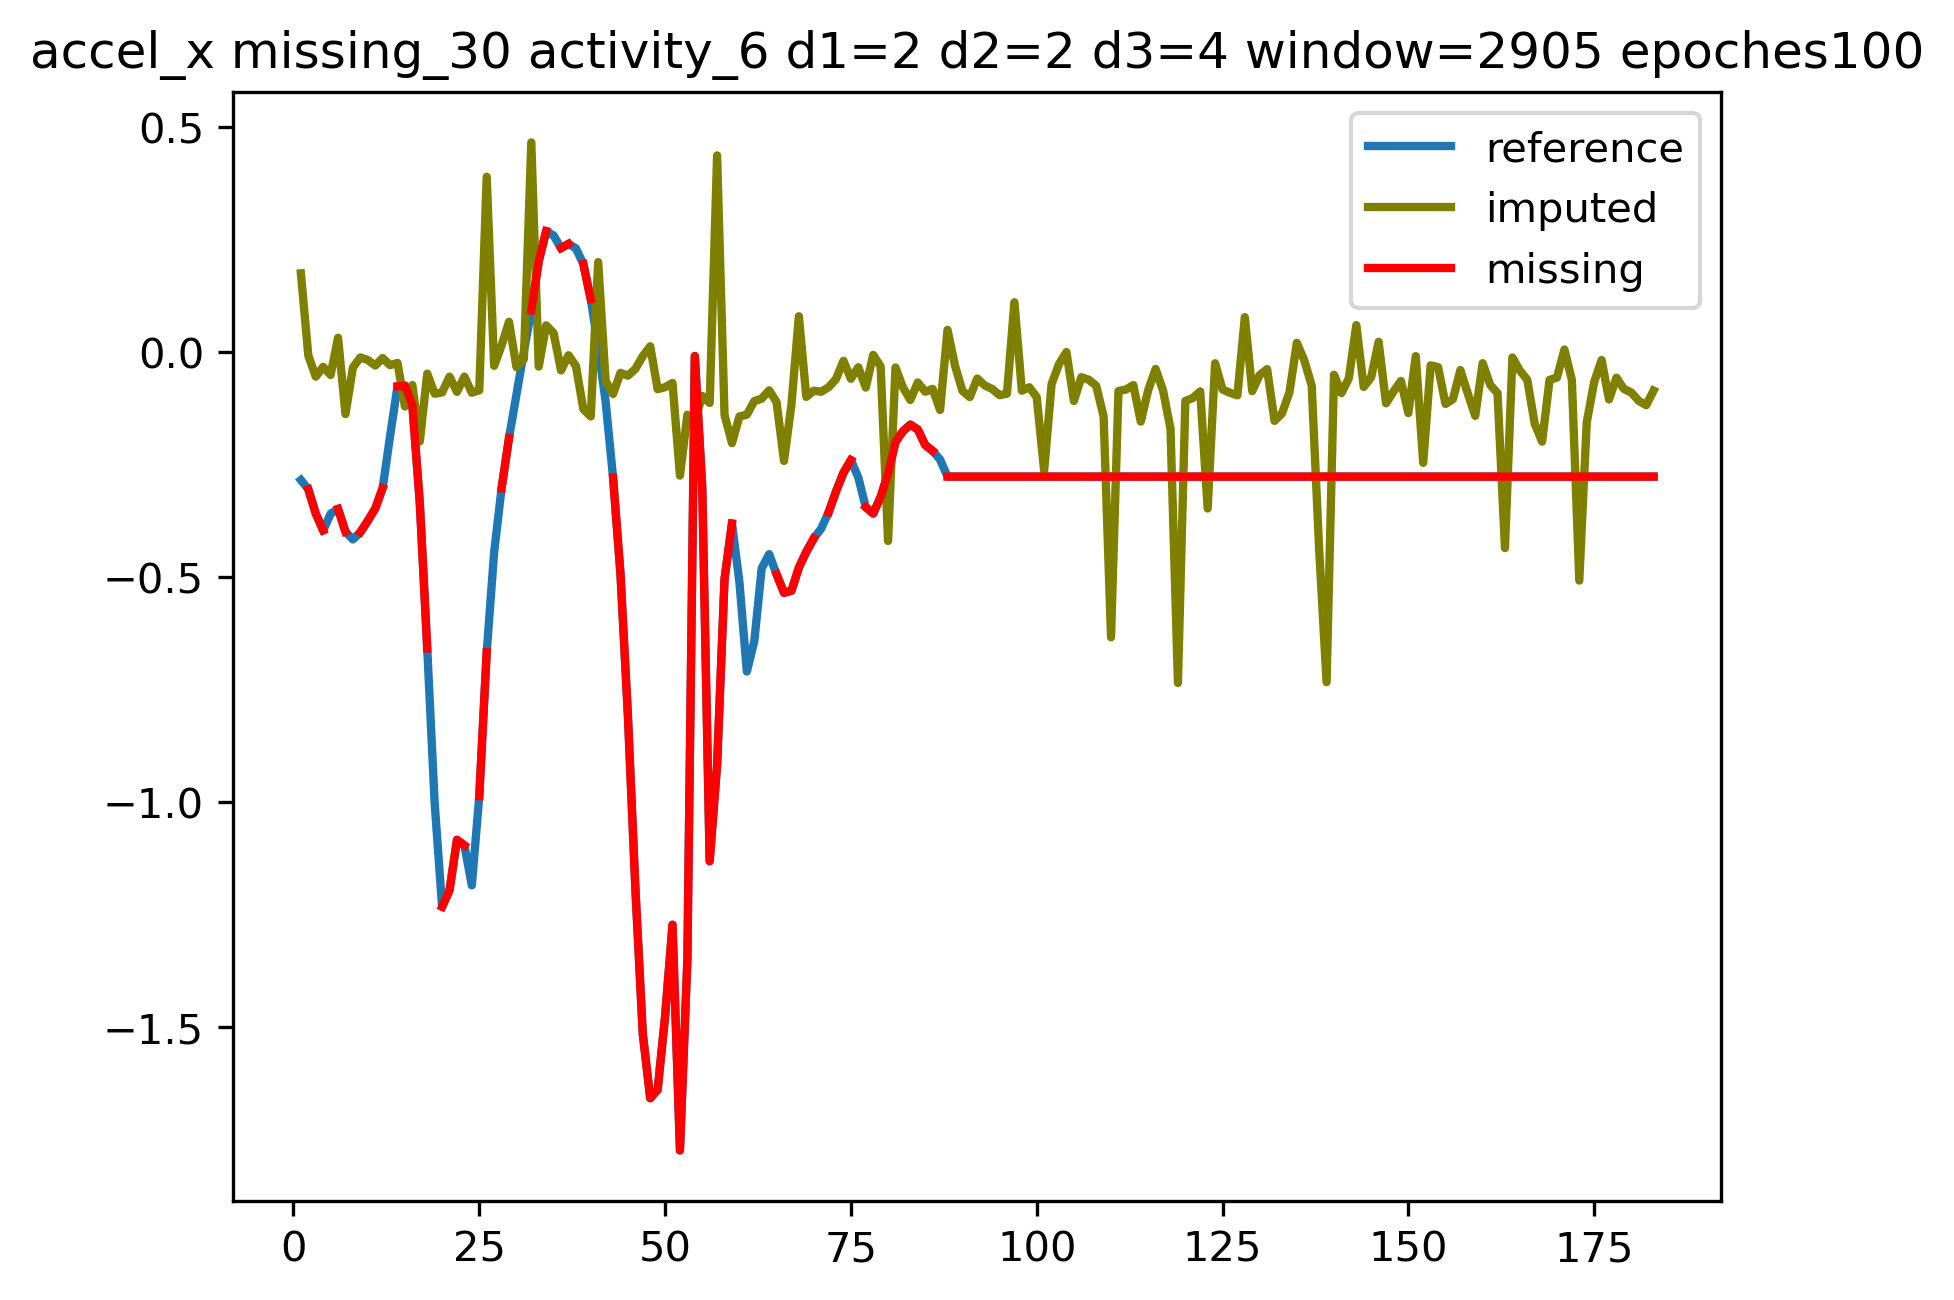 accel_x missing_30 activity_6 d1=2 d2=2 d3=4 window=2905 epoches100
reference
imputed
missing
0.5
0.0
−0.5
−1.0
−1.5
0 25 50 75 100 125 150 175